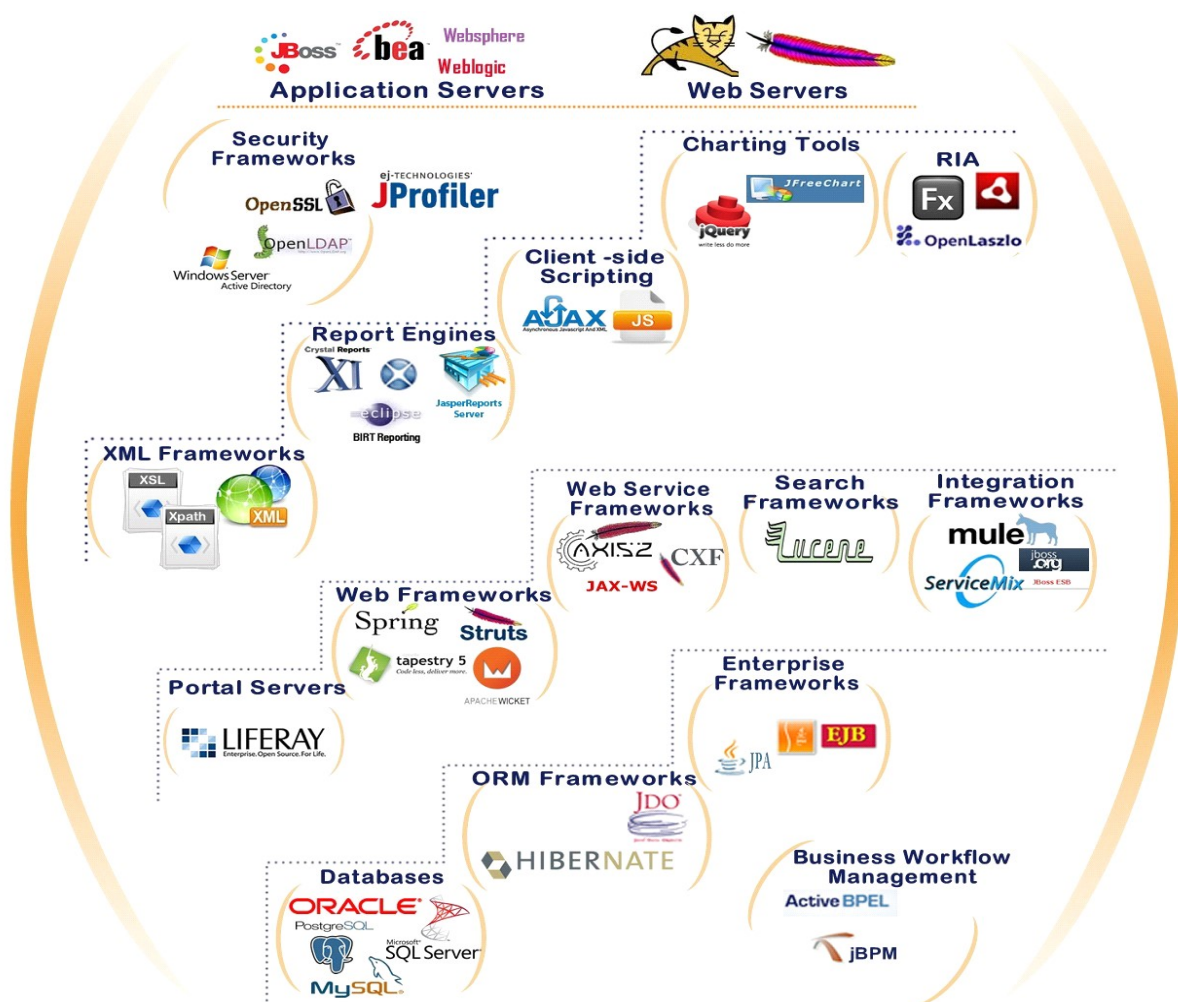 JBoss
bea
Websphere
Weblogic
Application Servers
Web Servers
Security
Frameworks
OpenSSL
ej-TECHNOLOGIES'
JProfiler
OpenLDAP
Windows Server
Active Directory
Charting Tools
JFreeChart
jQuery
write less do more
RIA
Fx
OpenLaszlo
Client -side
Scripting
AJAX
Asynchronous Javascript And XML
JS
Report Engines
Crystal Reports
XI
eclipse
BIRT Reporting
JasperReports
Server
XML Frameworks
XSL
Xpath
XML
Web Service
Frameworks
AXIS2
CXF
JAX-WS
Search
Frameworks
Lucene
Integration
Frameworks
mule
jboss
.org
ServiceMix
JBoss ESB
Web Frameworks
Spring
Struts
tapestry 5
Code less, deliver more.
APACHE WICKET
Portal Servers
LIFERAY
Enterprise. Open Source. For Life.
Enterprise
Frameworks
EJB
JPA
ORM Frameworks
JDO
HIBERNATE
Databases
ORACLE
PostgreSQL
Microsoft
SQL Server
MySQL
Business Workflow
Management
Active BPEL
jBPM